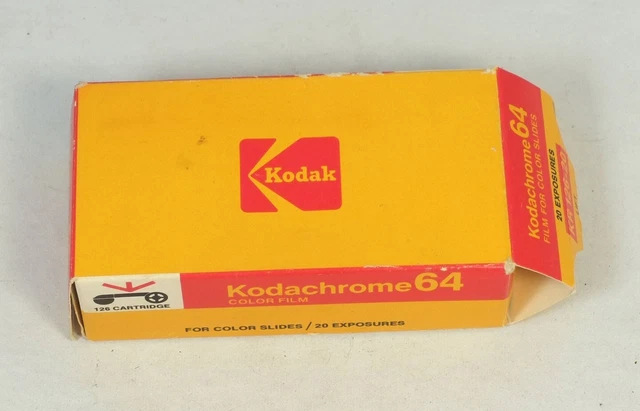 Kodak
Kodachrome 64
COLOR FILM
126 CARTRIDGE
FOR COLOR SLIDES / 20 EXPOSURES
Kodachrome 64
FILM FOR COLOR SLIDES
20 EXPOSURES